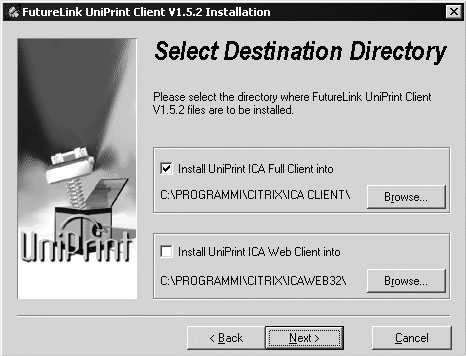 FutureLink UniPrint Client V1.5.2 Installation
Select Destination Directory
Please select the directory where FutureLink UniPrint Client
V1.5.2 files are to be installed.
Install UniPrint ICA Full Client into
C:\PROGRAMMI\CITRIX\ICA CLIENT\
Browse...
UniPrint
Install UniPrint ICA Web Client into
C:\PROGRAMMI\CITRIX\ICAWEB32\
Browse...
< Back
Next >
Cancel